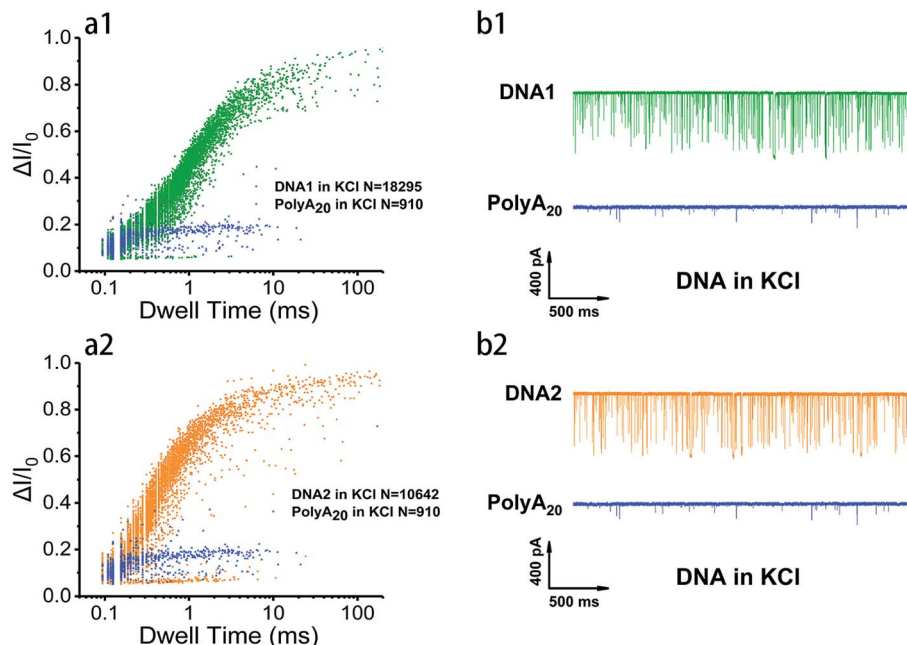 a1
1.0
0.8
0.6
0.4
0.2
0.0
ΔI/I₀
DNA1 in KCl N=18295
PolyA₂₀ in KCl N=910
0.1 1 10 100
Dwell Time (ms)
b1
DNA1
PolyA₂₀
400 pA
500 ms
DNA in KCl
a2
1.0
0.8
0.6
0.4
0.2
0.0
ΔI/I₀
DNA2 in KCl N=10642
PolyA₂₀ in KCl N=910
0.1 1 10 100
Dwell Time (ms)
b2
DNA2
PolyA₂₀
400 pA
500 ms
DNA in KCl